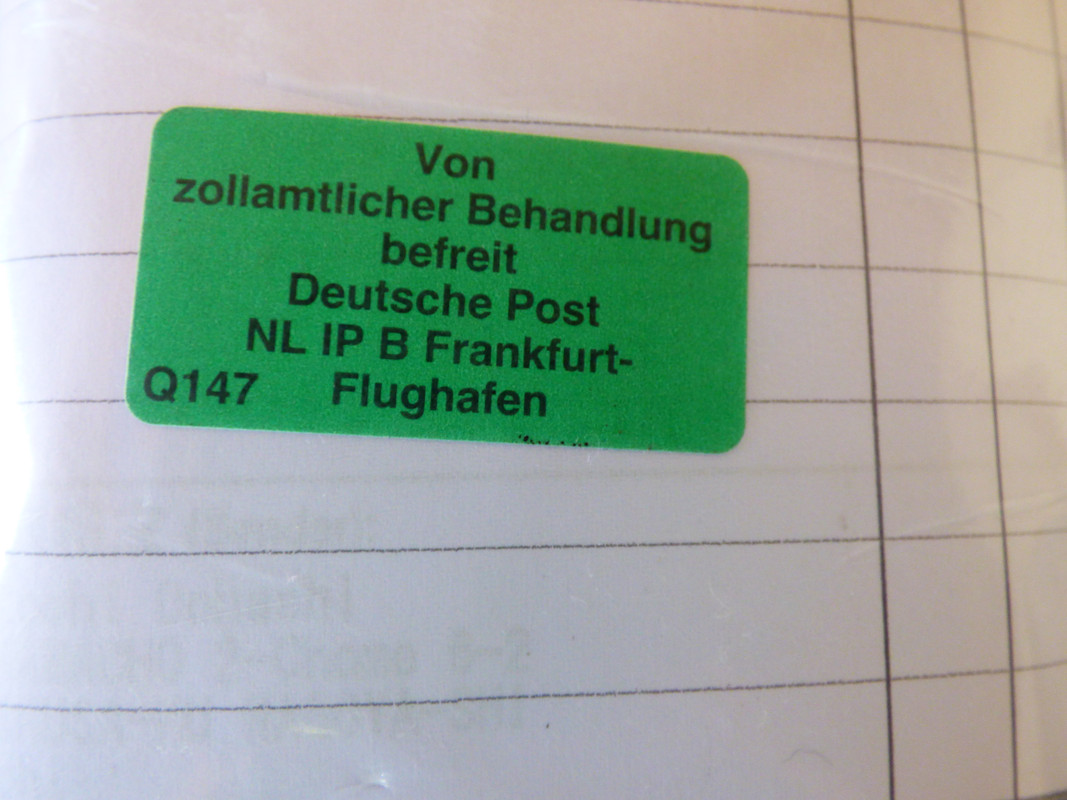 Von
zollamtlicher Behandlung
befreit
Deutsche Post
NL IP B Frankfurt-
Q147 Flughafen